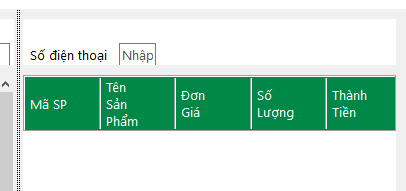 Số điện thoại Nhập
Mã SP
Tên
Sản
Phẩm
Đơn
Giá
Số
Lượng
Thành
Tiền